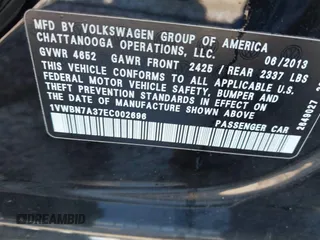 MFD BY VOLKSWAGEN GROUP OF AMERICA
CHATTANOOGA OPERATIONS, LLC. 06/2013
GVWR 4652 GAWR FRONT 2425 / REAR 2337 LBS
THIS VEHICLE CONFORMS TO ALL APPLICABLE U.S.
FEDERAL MOTOR VEHICLE SAFETY, BUMPER, AND
THEFT PREVENTION STANDARDS IN EFFECT ON THE
DATE OF MANUFACTURE SHOWN ABOVE.
1VWBN7A37EC002696 PASSENGER CAR
2649027
DREAMBID